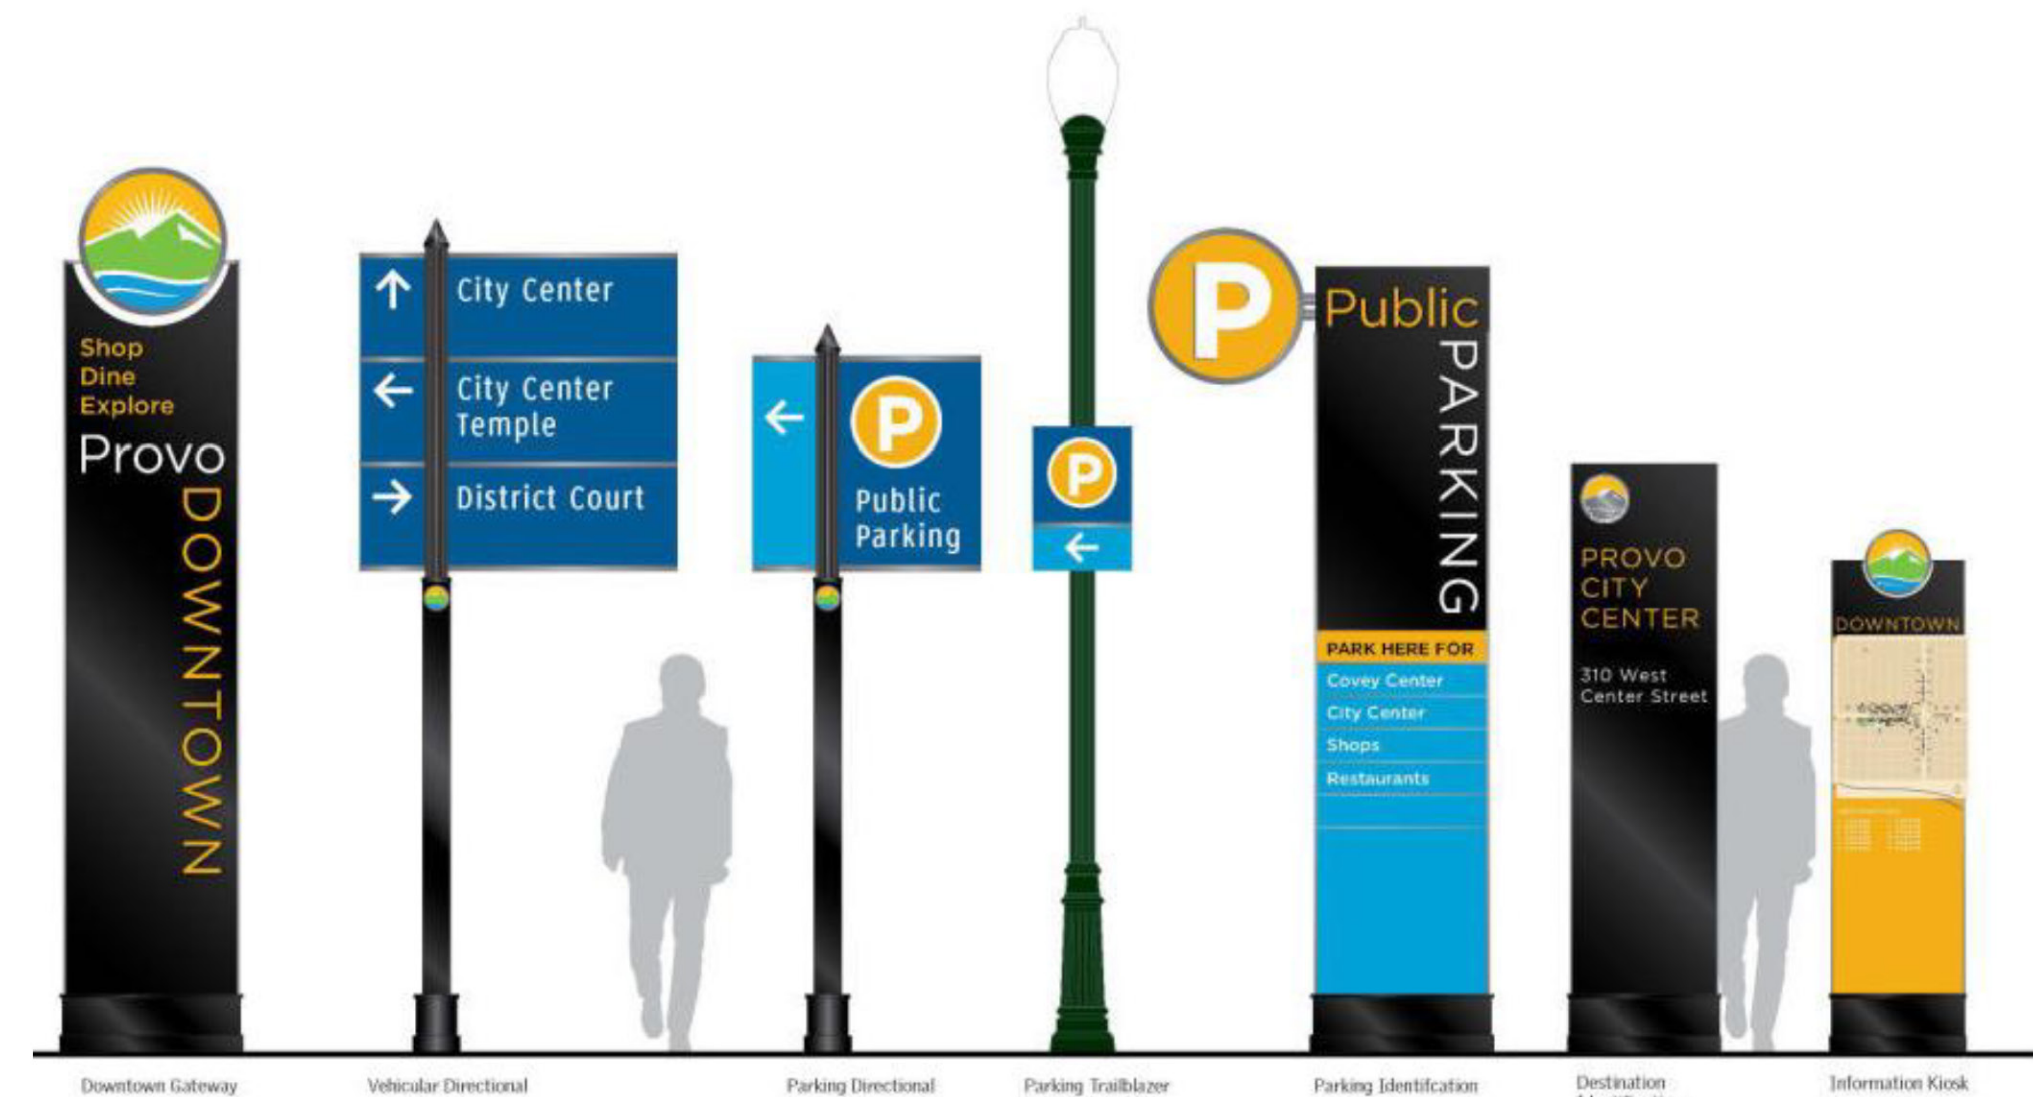 Shop
Dine
Explore
Provo
DOWNTOWN
City Center
City Center
Temple
District Court
P
Public
Parking
P
P
Public
PARKING
PARK HERE FOR
Covey Center
City Center
Shops
Restaurants
PROVO
CITY
CENTER
310 West
Center Street
DOWNTOWN
Downtown Gateway
Vehicular Directional
Parking Directional
Parking Trailblazer
Parking Identifcation
Destination
Information Kiosk